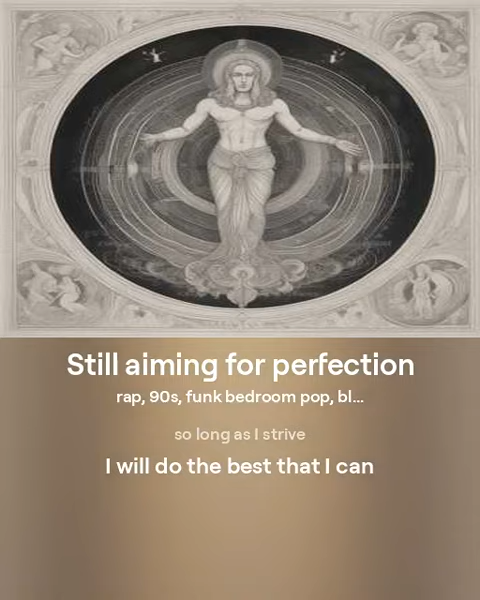 Still aiming for perfection
rap, 90s, funk bedroom pop, bl...
so long as I strive
I will do the best that I can